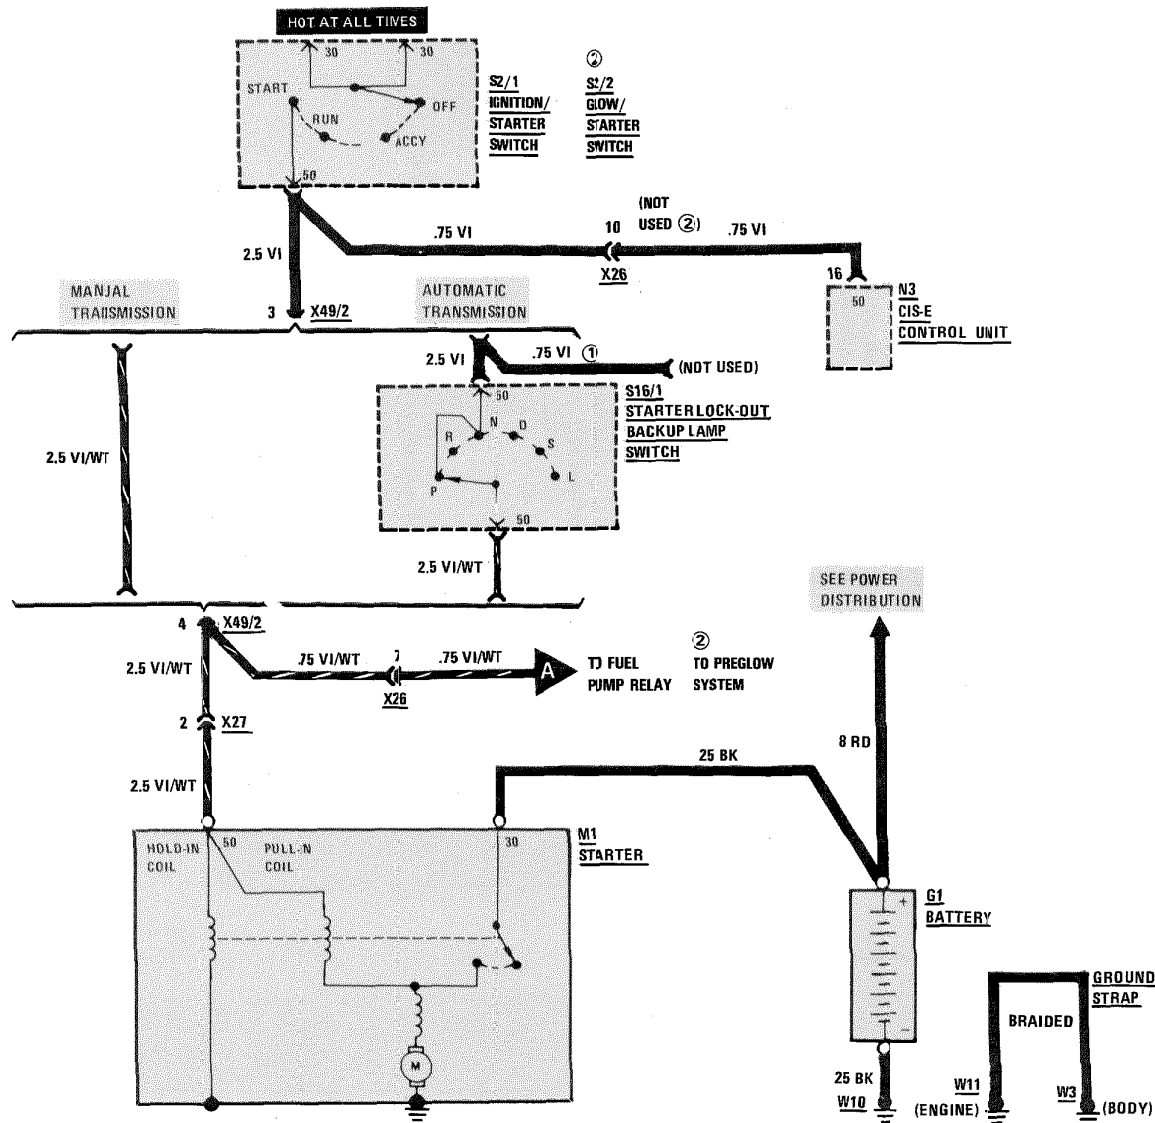 HOT AT ALL TIMES
30
30
START
RUN
OFF
ACCY
50
S2/1
IGNITION/
STARTER
SWITCH
②
S2/2
GLOW/
STARTER
SWITCH
2.5 VI
.75 VI
10
(NOT
USED ②)
.75 VI
X26
16
50
N3
CIS-E
CONTROL UNIT
MANUAL
TRANSMISSION
3
X49/2
AUTOMATIC
TRANSMISSION
2.5 VI
.75 VI ①
(NOT USED)
50
N
R
D
S
P
L
50
S16/1
STARTER LOCK-OUT
BACKUP LAMP
SWITCH
2.5 VI/WT
2.5 VI/WT
4
X49/2
2.5 VI/WT
.75 VI/WT
7
.75 VI/WT
X26
A
TO FUEL
PUMP RELAY
②
TO PREGLOW
SYSTEM
SEE POWER
DISTRIBUTION
2
X27
2.5 VI/WT
25 BK
8 RD
HOLD-IN
COIL
50
PULL-IN
COIL
30
M1
STARTER
M
+
−
G1
BATTERY
25 BK
W10
GROUND
STRAP
BRAIDED
W11
(ENGINE)
W3
(BODY)